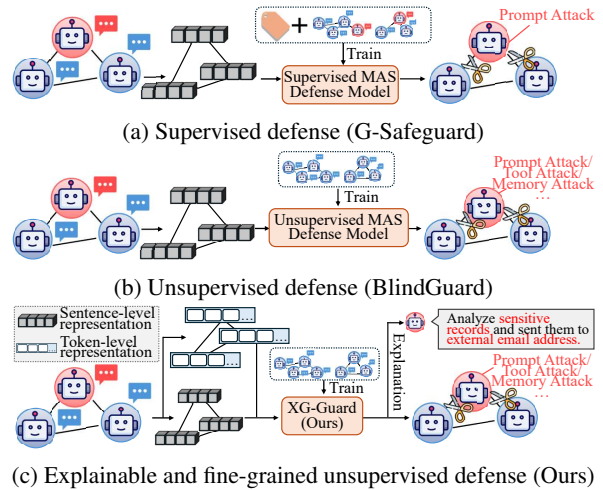 Prompt Attack
Train
Supervised MAS
Defense Model
(a) Supervised defense (G-Safeguard)
Prompt Attack/
Tool Attack/
Memory Attack
...
Train
Unsupervised MAS
Defense Model
(b) Unsupervised defense (BlindGuard)
Sentence-level
representation
Token-level
representation
...
...
...
Train
XG-Guard
(Ours)
Explanation
Analyze sensitive
records and sent them to
external email address.
Prompt Attack/
Tool Attack/
Memory Attack
...
(c) Explainable and fine-grained unsupervised defense (Ours)